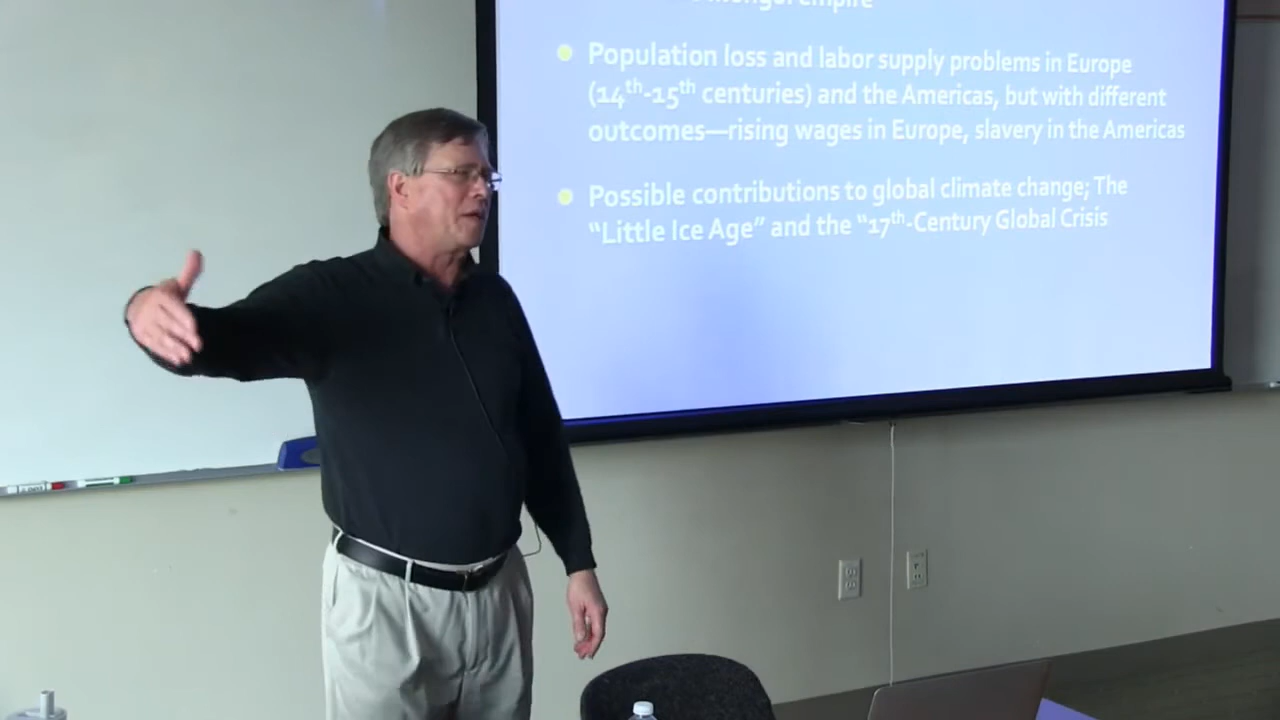 Mongol empire
Population loss and labor supply problems in Europe
(14th-15th centuries) and the Americas, but with different
outcomes—rising wages in Europe, slavery in the Americas
Possible contributions to global climate change; The
“Little Ice Age” and the “17th-Century Global Crisis